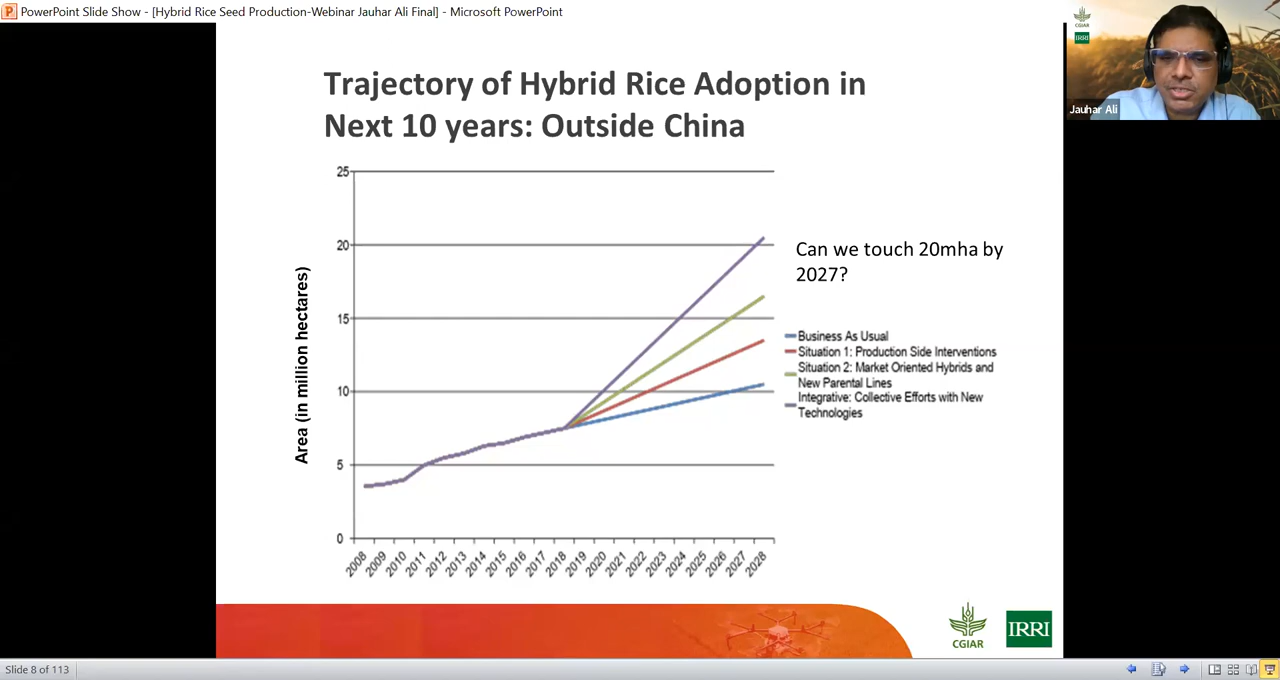 PowerPoint Slide Show - [Hybrid Rice Seed Production-Webinar Jauhar Ali Final] - Microsoft PowerPoint
CGIAR
IRRI
Jauhar Ali
Trajectory of Hybrid Rice Adoption in
Next 10 years: Outside China
Area (in million hectares)
25
20
15
10
5
0
2008
2009
2010
2011
2012
2013
2014
2015
2016
2017
2018
2019
2020
2021
2022
2023
2024
2025
2026
2027
2028
Can we touch 20mha by
2027?
Business As Usual
Situation 1: Production Side Interventions
Situation 2: Market Oriented Hybrids and
New Parental Lines
Integrative: Collective Efforts with New
Technologies
CGIAR
IRRI
Slide 8 of 113